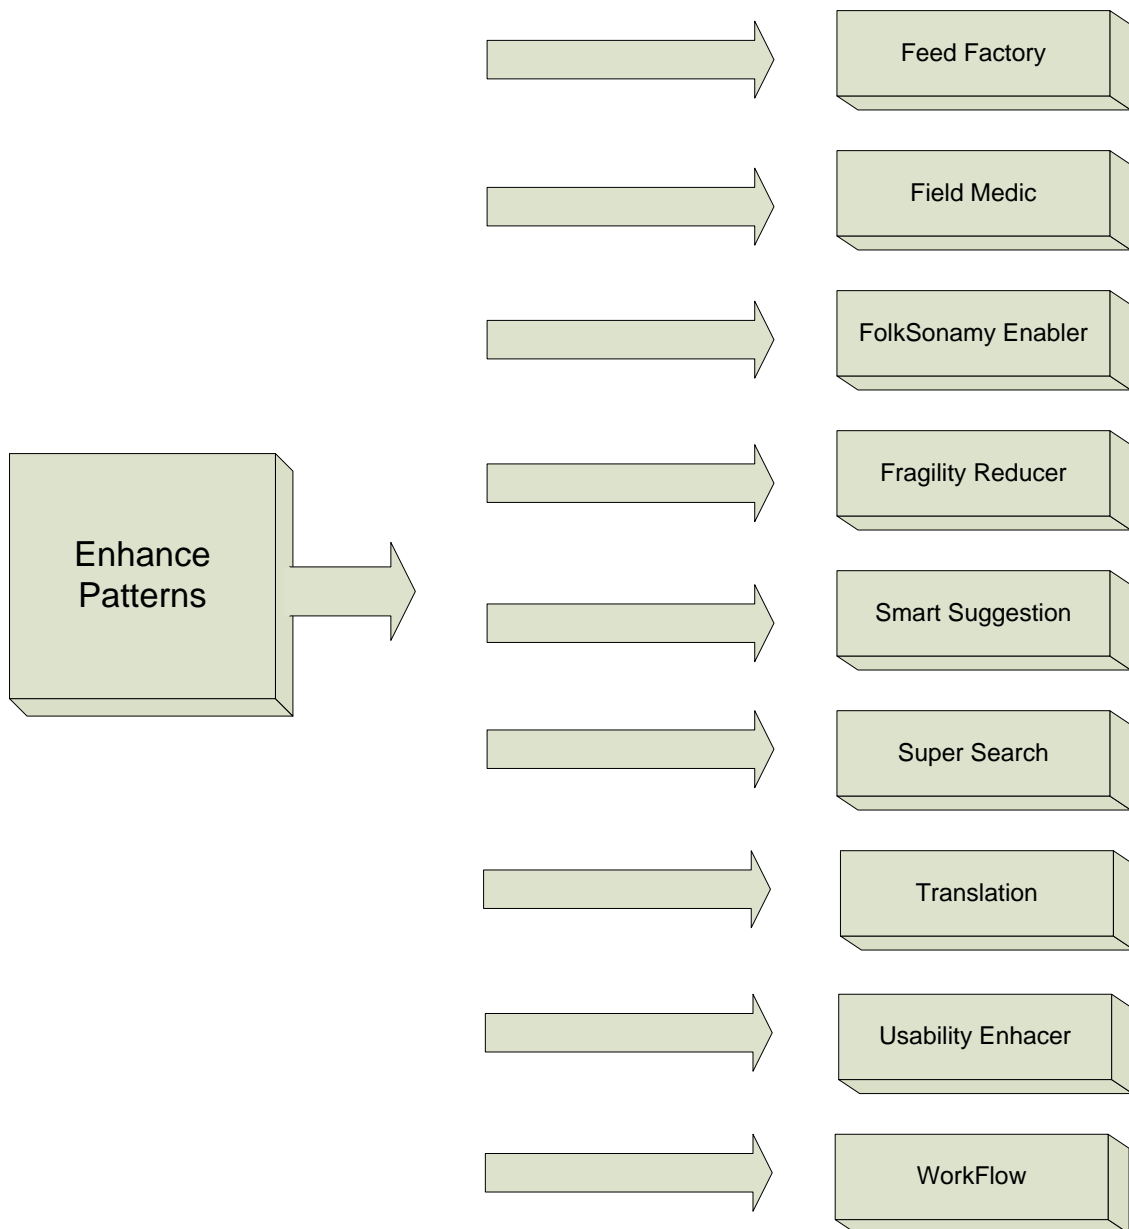 Feed Factory
Field Medic
FolkSonamy Enabler
Fragility Reducer
Enhance
Patterns
Smart Suggestion
Super Search
Translation
Usability Enhacer
WorkFlow